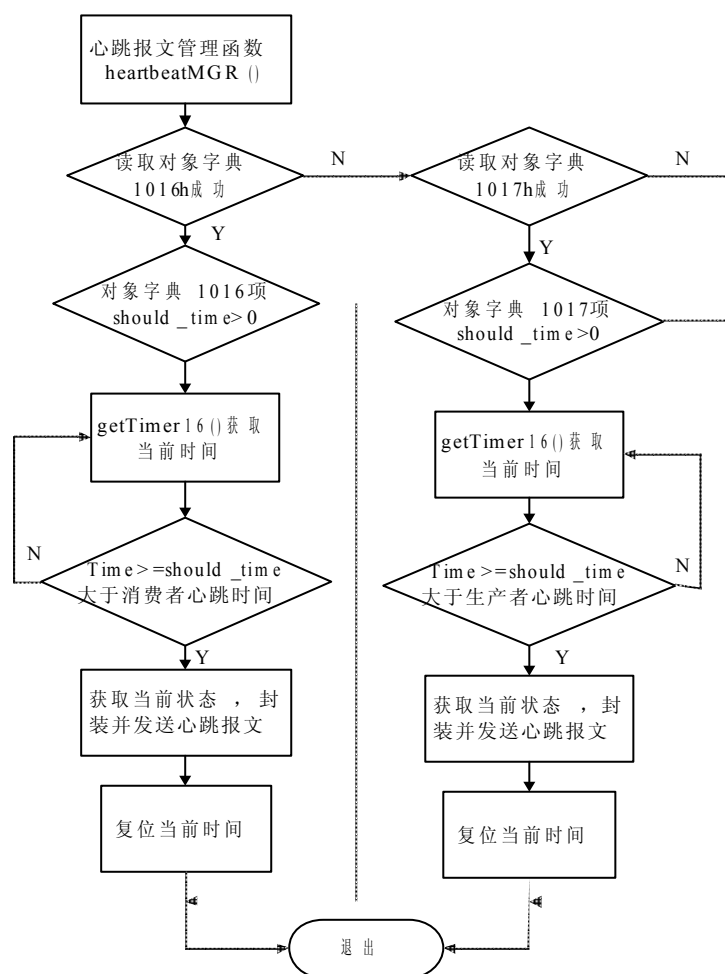 心跳报文管理函数
heartbeatMGR ()
读取对象字典
1016h成功
N
读取对象字典
1017h成功
N
Y
Y
对象字典 1016项
should _time>0
对象字典 1017项
should _time>0
getTimer16()获取
当前时间
getTimer16()获取
当前时间
N
Time>=should _time
大于消费者心跳时间
Time>=should _time
大于生产者心跳时间
N
Y
Y
获取当前状态 ，封
装并发送心跳报文
获取当前状态 ，封
装并发送心跳报文
复位当前时间
复位当前时间
退出